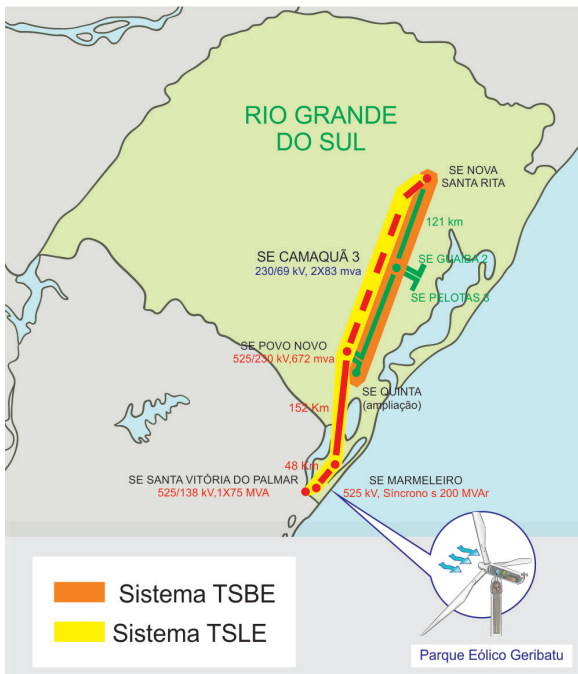 RIO GRANDE
DO SUL
SE NOVA
SANTA RITA
121 km
SE CAMAQUÃ 3
230/69 kV, 2X83 mva
SE GUAIBA 2
SE PELOTAS 3
SE POVO NOVO
525/230 kV,672 mva
SE QUINTA
(ampliação)
152 Km
48 Km
SE SANTA VITÓRIA DO PALMAR
525/138 kV,1X75 MVA
SE MARMELEIRO
525 kV, Síncrono s 200 MVAr
Sistema TSBE
Sistema TSLE
Parque Eólico Geribatu